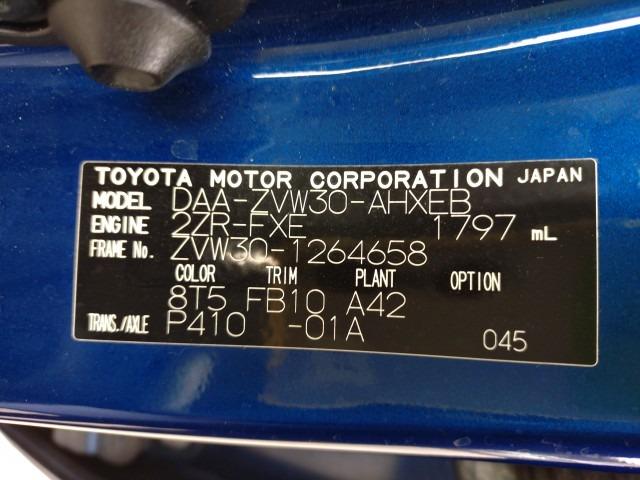 TOYOTA MOTOR CORPORATION JAPAN
MODEL DAA-ZVW30-AHXEB
ENGINE 2ZR-FXE 1797 mL
FRAME No. ZVW30-1264658
COLOR TRIM PLANT OPTION
8T5 FB10 A42
TRANS./AXLE P410 -01A 045